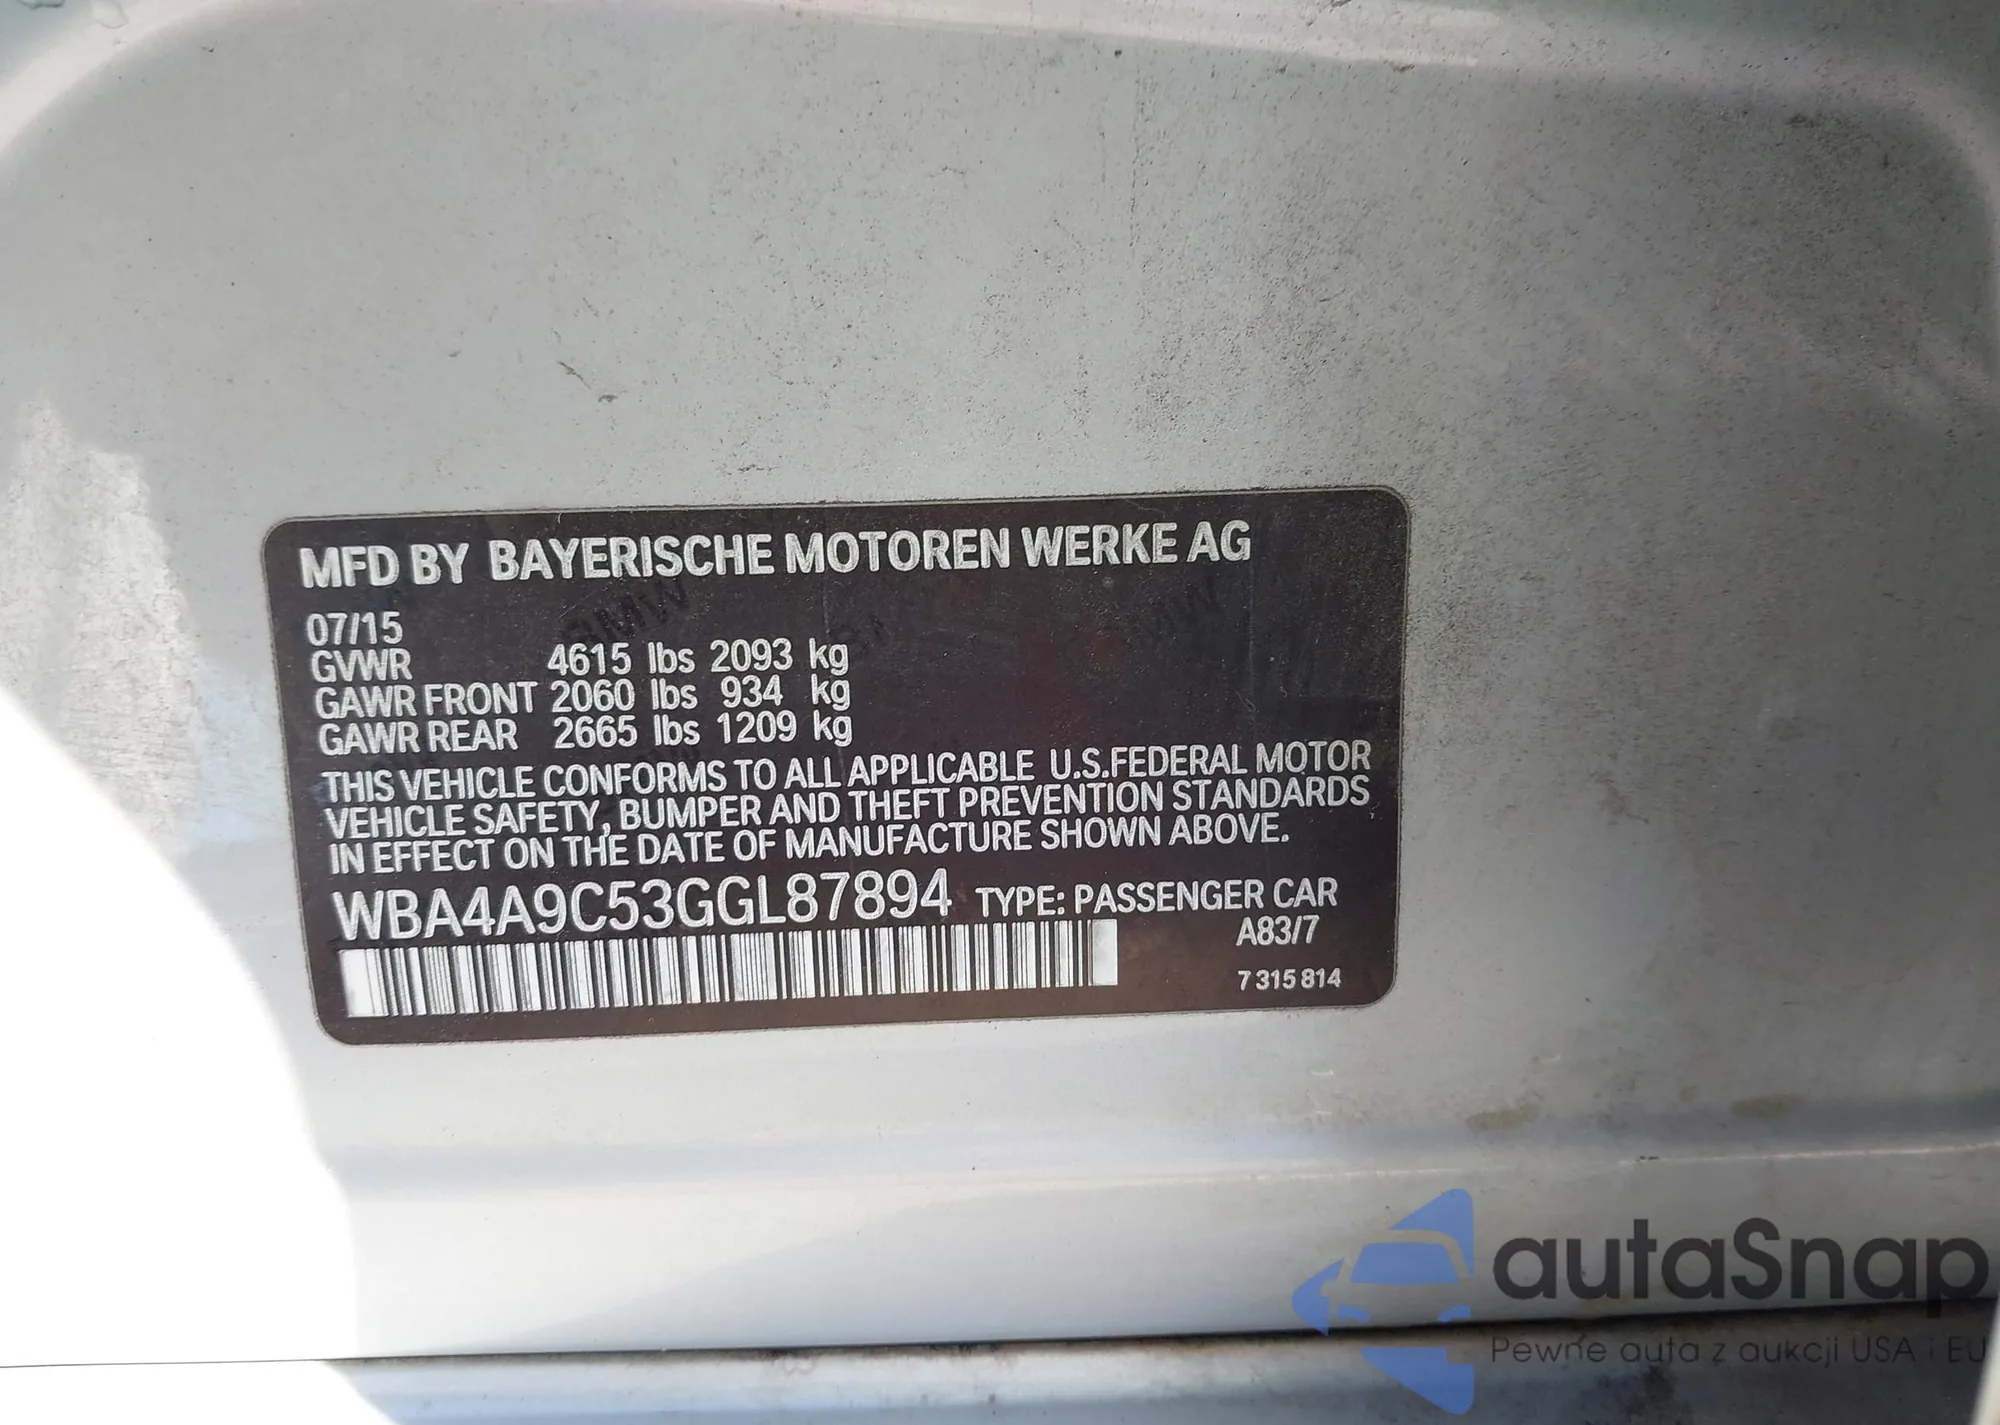 MFD BY BAYERISCHE MOTOREN WERKE AG
07/15
GVWR 4615 lbs 2093 kg
GAWR FRONT 2060 lbs 934 kg
GAWR REAR 2665 lbs 1209 kg
THIS VEHICLE CONFORMS TO ALL APPLICABLE U.S.FEDERAL MOTOR
VEHICLE SAFETY, BUMPER AND THEFT PREVENTION STANDARDS
IN EFFECT ON THE DATE OF MANUFACTURE SHOWN ABOVE.
WBA4A9C53GGL87894 TYPE: PASSENGER CAR
A83/7
7 315 814
autaSnap
Pewne auta z aukcji USA i EU